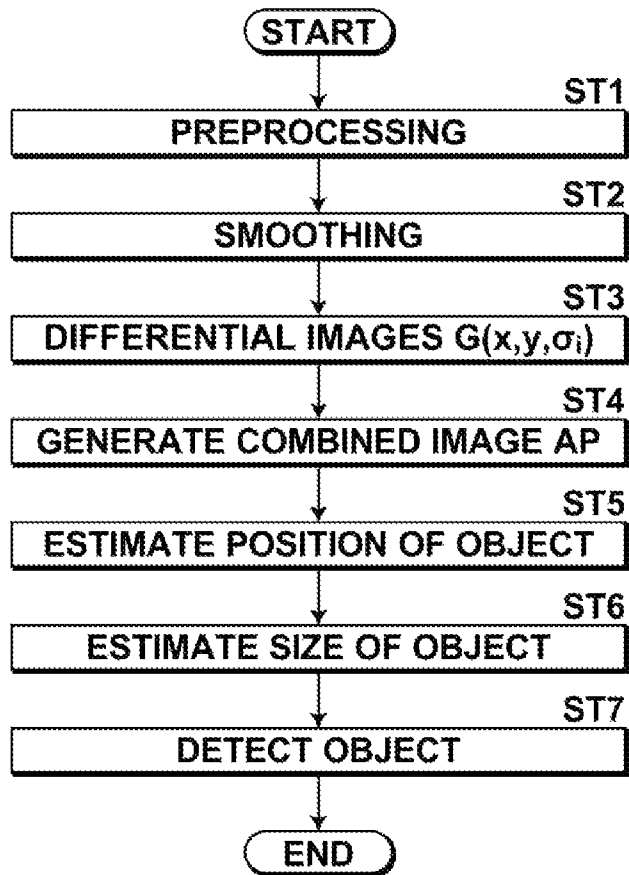 START
ST1
PREPROCESSING
ST2
SMOOTHING
ST3
DIFFERENTIAL IMAGES G(x,y,σᵢ)
ST4
GENERATE COMBINED IMAGE AP
ST5
ESTIMATE POSITION OF OBJECT
ST6
ESTIMATE SIZE OF OBJECT
ST7
DETECT OBJECT
END